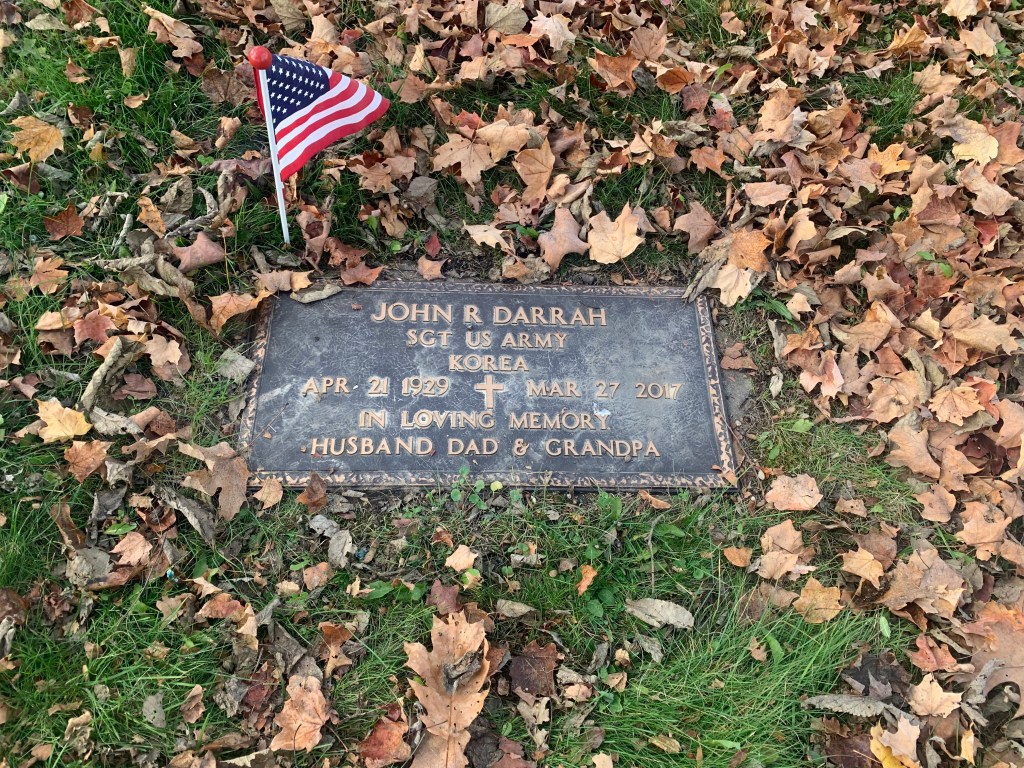 JOHN R DARRAH
SGT US ARMY
KOREA
APR 21 1929 MAR 27 2017
IN LOVING MEMORY
HUSBAND DAD & GRANDPA